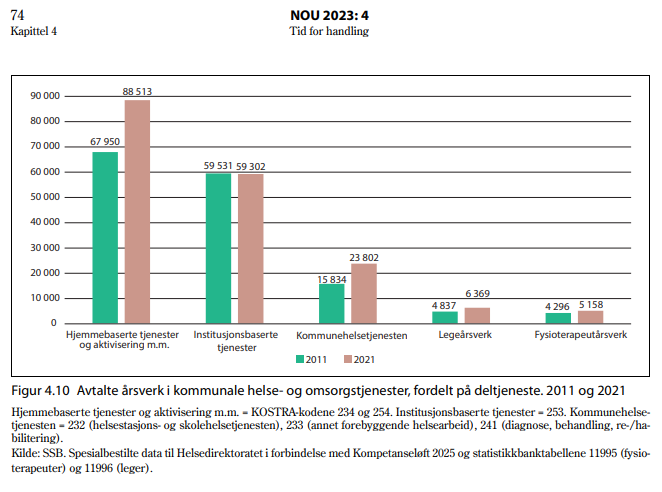 74
NOU 2023: 4
Kapittel 4
Tid for handling
90 000
80 000
70 000
60 000
50 000
40 000
30 000
20 000
10 000
0
67 950
88 513
59 531
59 302
15 834
23 802
4 837
6 369
4 296
5 158
Hjemmebaserte tjenester
og aktivisering m.m.
Institusjonsbaserte
tjenester
Kommunehelsetjenesten
Legeårsverk
Fysioterapeutårsverk
2011
2021
Figur 4.10 Avtalte årsverk i kommunale helse- og omsorgstjenester, fordelt på deltjeneste. 2011 og 2021
Hjemmebaserte tjenester og aktivisering m.m. = KOSTRA-kodene 234 og 254. Institusjonsbaserte tjenester = 253. Kommunehelse-
tjenesten = 232 (helsestasjons- og skolehelsetjenesten), 233 (annet forebyggende helsearbeid), 241 (diagnose, behandling, re-/ha-
bilitering).
Kilde: SSB. Spesialbestilte data til Helsedirektoratet i forbindelse med Kompetanseløft 2025 og statistikkbanktabellene 11995 (fysio-
terapeuter) og 11996 (leger).